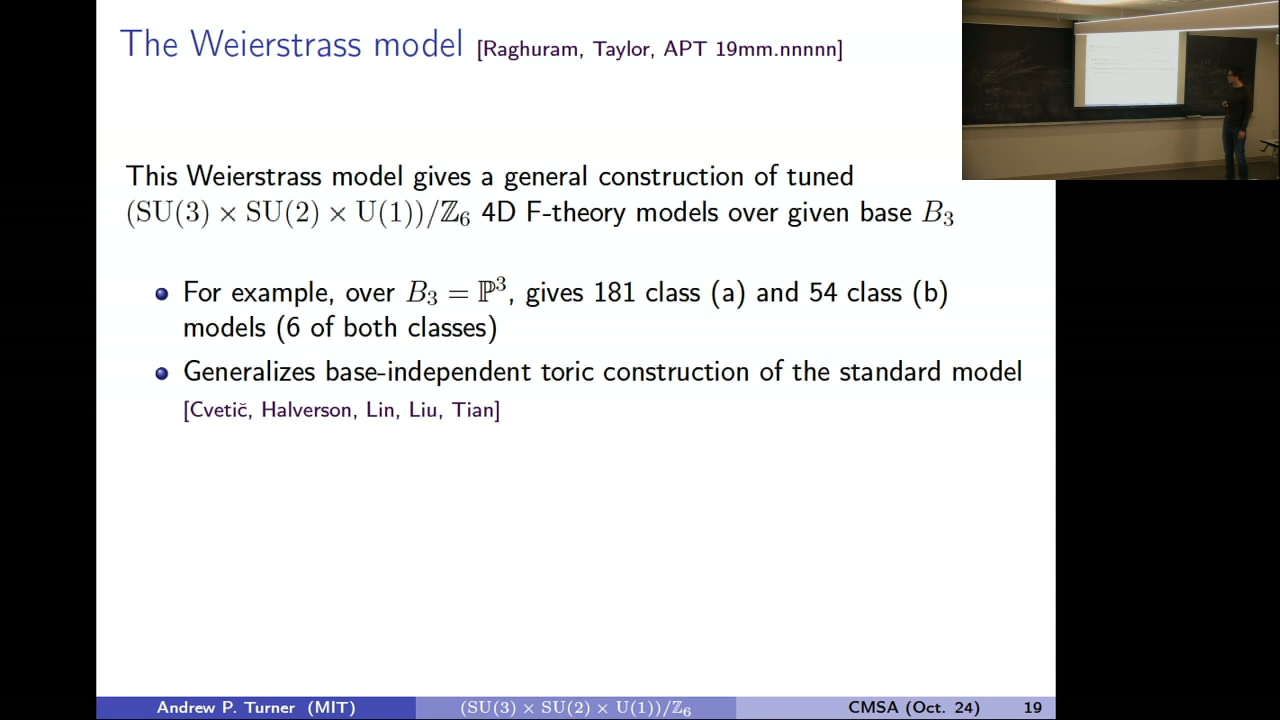 The Weierstrass model [Raghuram, Taylor, APT 19mm.nnnnn]
This Weierstrass model gives a general construction of tuned
(SU(3) × SU(2) × U(1))/ℤ₆ 4D F-theory models over given base B₃
For example, over B₃ = ℙ³, gives 181 class (a) and 54 class (b)
models (6 of both classes)
Generalizes base-independent toric construction of the standard model
[Cvetič, Halverson, Lin, Liu, Tian]
Andrew P. Turner (MIT) (SU(3) × SU(2) × U(1))/ℤ₆ CMSA (Oct. 24) 19